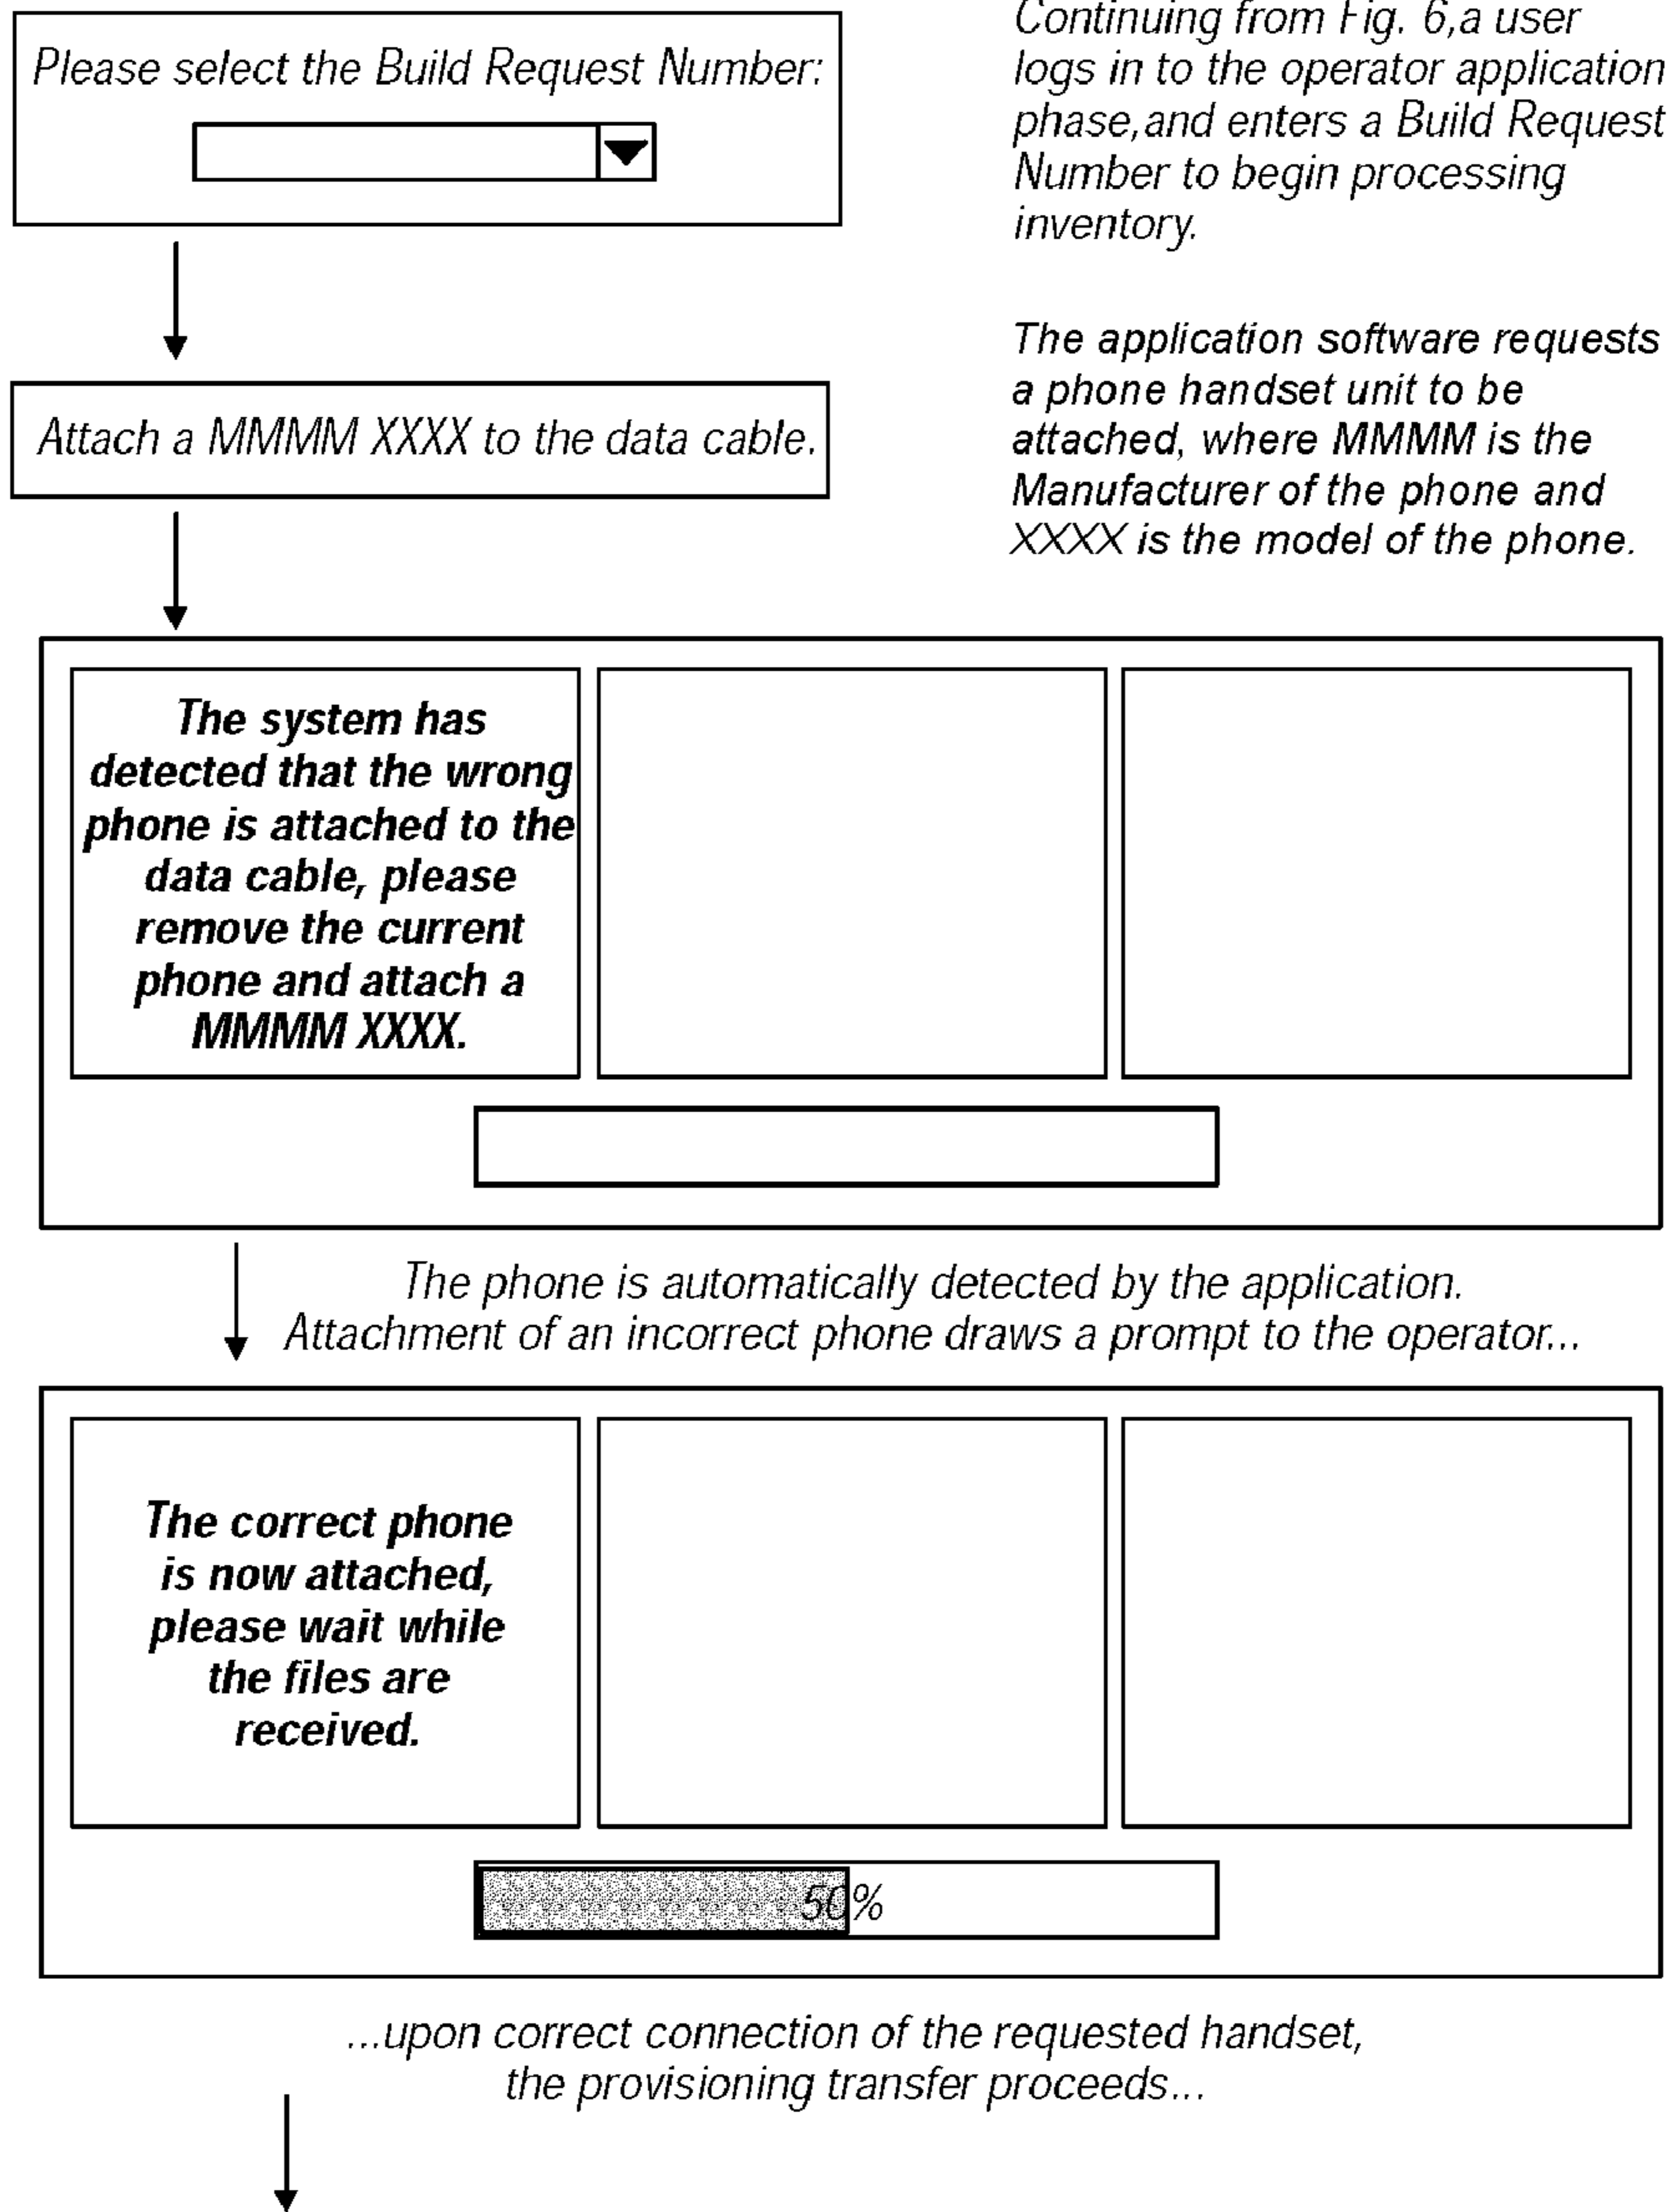 Please select the Build Request Number:
Continuing from Fig. 6,a user
logs in to the operator application
phase,and enters a Build Request
Number to begin processing
inventory.
Attach a MMMM XXXX to the data cable.
The application software requests
a phone handset unit to be
attached, where MMMM is the
Manufacturer of the phone and
XXXX is the model of the phone.
The system has
detected that the wrong
phone is attached to the
data cable, please
remove the current
phone and attach a
MMMM XXXX.
The phone is automatically detected by the application.
Attachment of an incorrect phone draws a prompt to the operator...
The correct phone
is now attached,
please wait while
the files are
received.
50%
...upon correct connection of the requested handset,
the provisioning transfer proceeds...